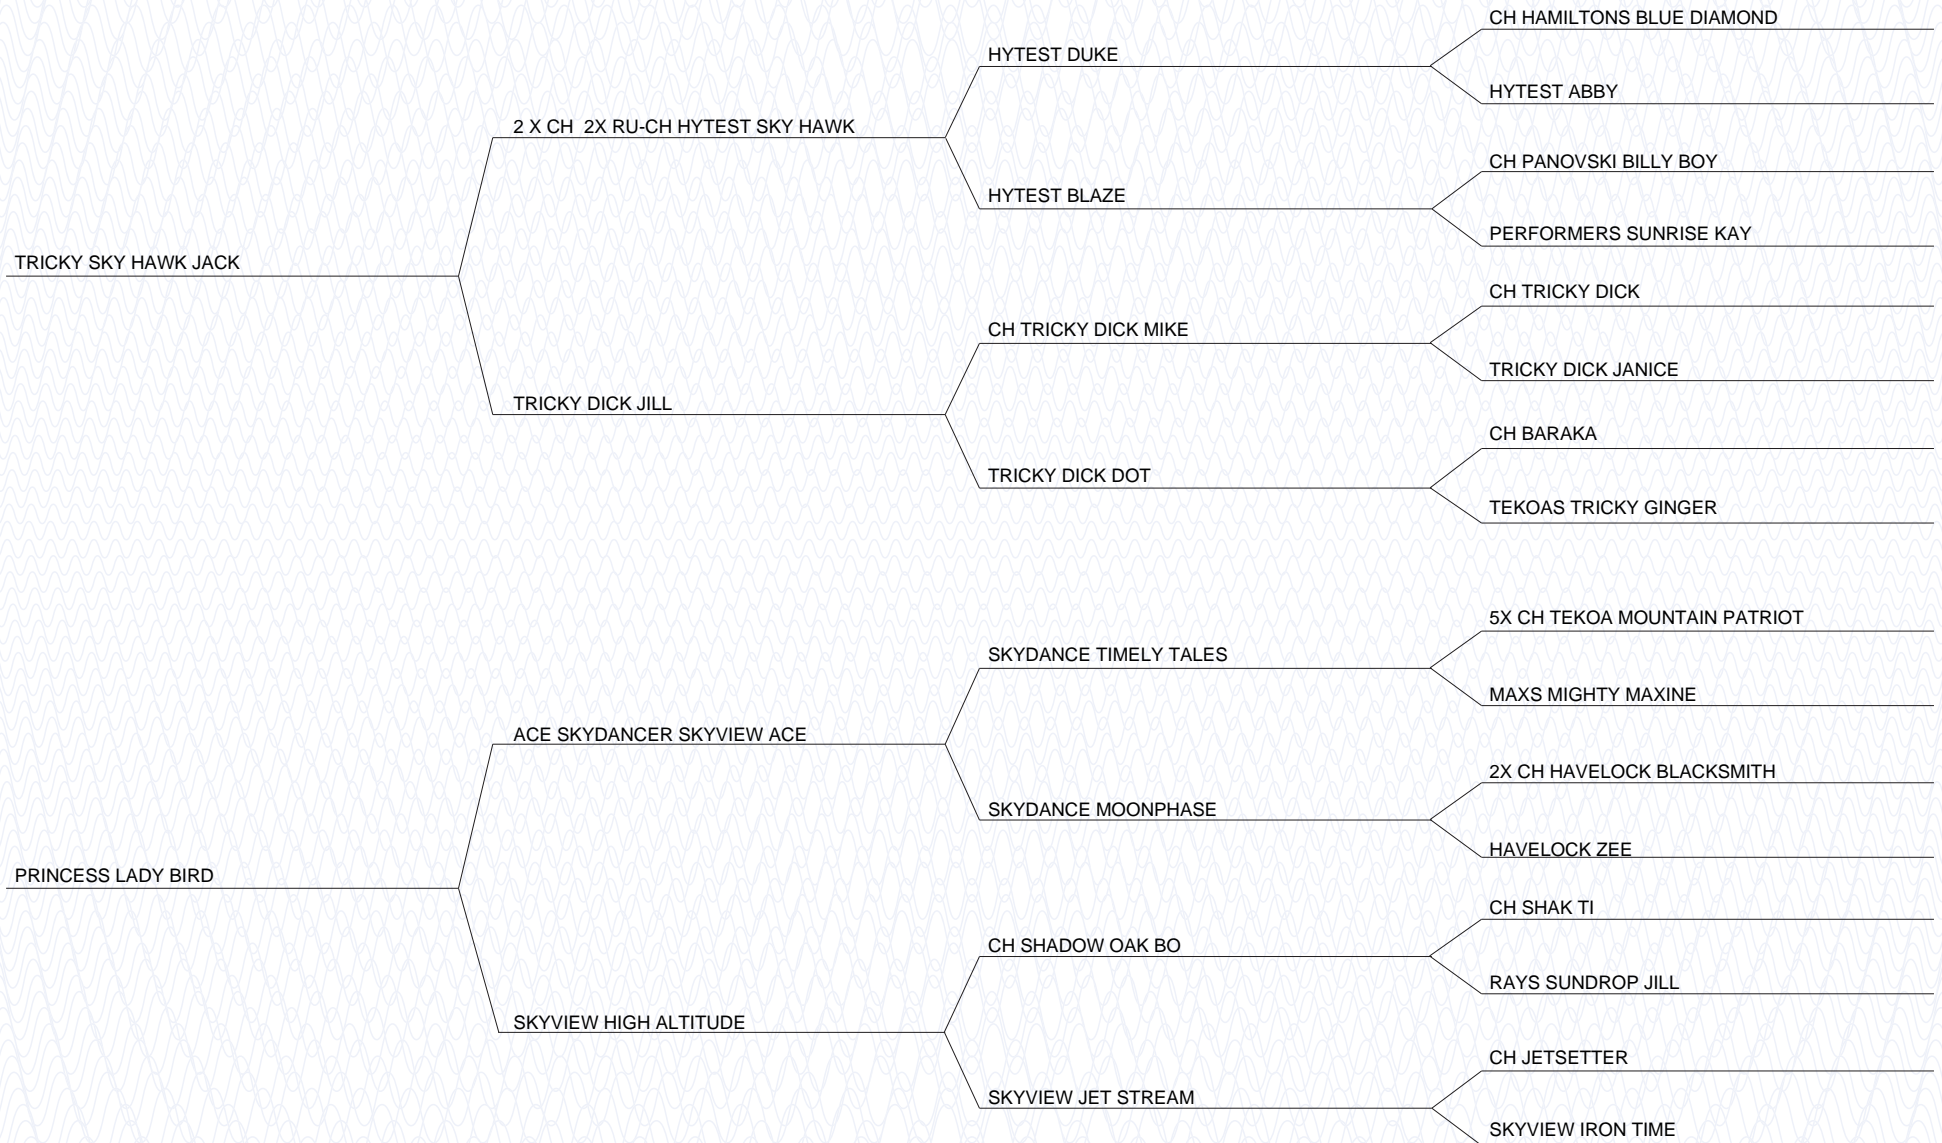 CH HAMILTONS BLUE DIAMOND
HYTEST DUKE
HYTEST ABBY
2 X CH  2X RU-CH HYTEST SKY HAWK
CH PANOVSKI BILLY BOY
HYTEST BLAZE
PERFORMERS SUNRISE KAY
TRICKY SKY HAWK JACK
CH TRICKY DICK
CH TRICKY DICK MIKE
TRICKY DICK JANICE
TRICKY DICK JILL
CH BARAKA
TRICKY DICK DOT
TEKOAS TRICKY GINGER
5X CH TEKOA MOUNTAIN PATRIOT
SKYDANCE TIMELY TALES
MAXS MIGHTY MAXINE
ACE SKYDANCER SKYVIEW ACE
2X CH HAVELOCK BLACKSMITH
SKYDANCE MOONPHASE
HAVELOCK ZEE
PRINCESS LADY BIRD
CH SHAK TI
CH SHADOW OAK BO
RAYS SUNDROP JILL
SKYVIEW HIGH ALTITUDE
CH JETSETTER
SKYVIEW JET STREAM
SKYVIEW IRON TIME